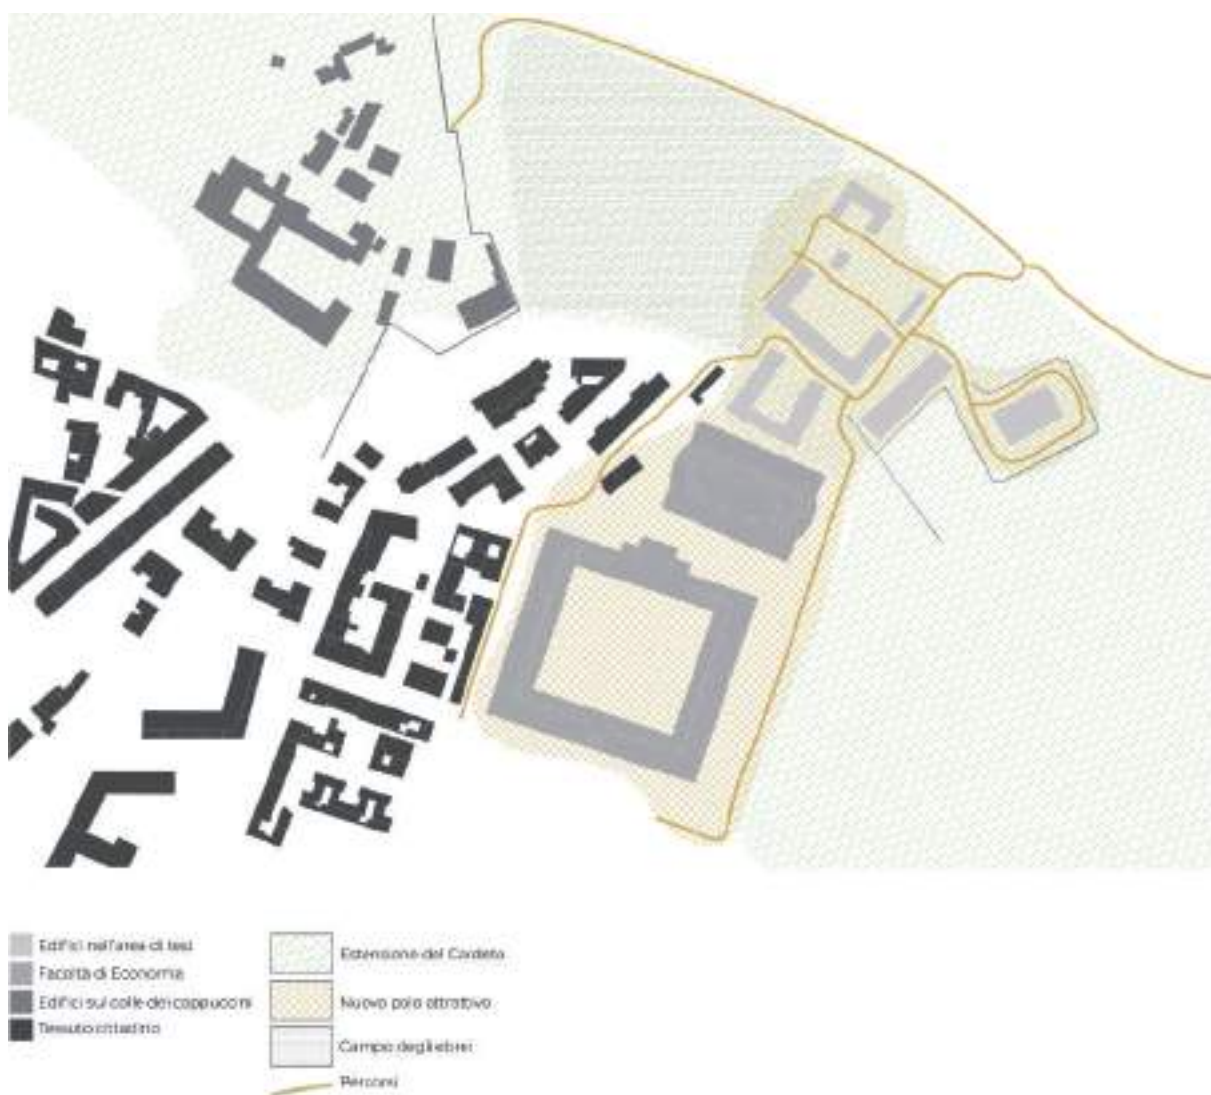 Edifici nell'area di tesi
Facoltà di Economia
Edifici sul colle dei cappuccini
Tessuto cittadino
Estensione del Cardeto
Nuovo polo attrattivo
Campo degli ebrei
Percorsi